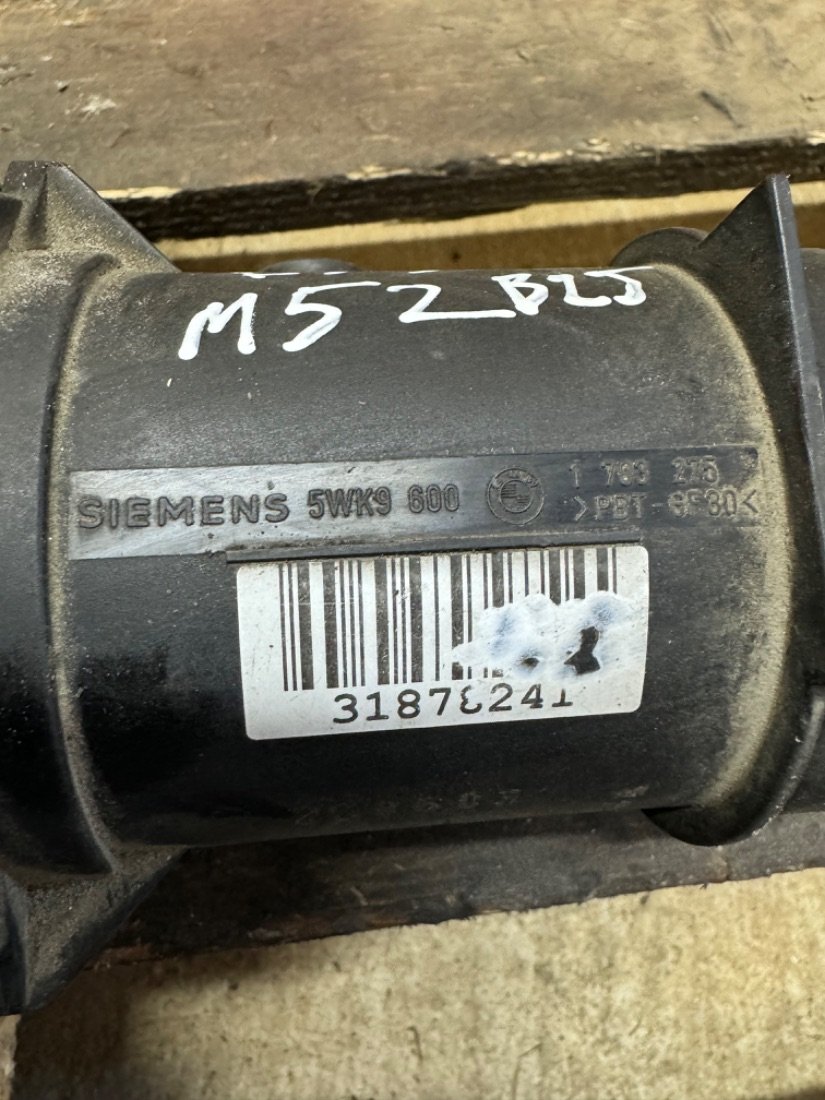 M52 B25
SIEMENS 5WK9 600
1 703 275
>PBT-GF30<
31878241